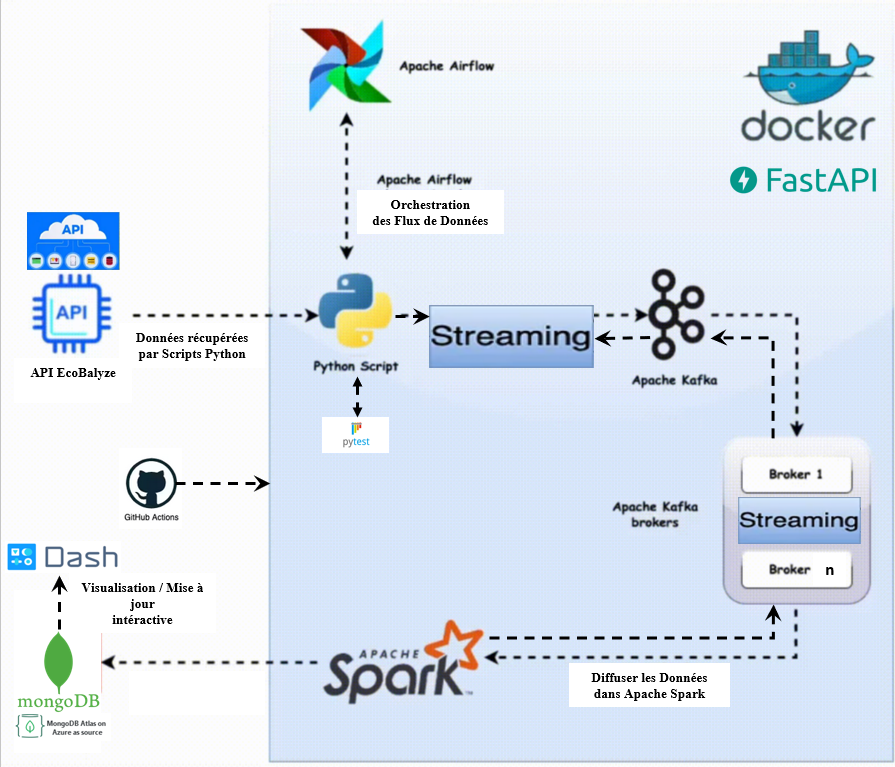 Apache Airflow
docker
FastAPI
Apache Airflow
Orchestration
des Flux de Données
API
API
API EcoBalyze
Données récupérées
par Scripts Python
Python Script
Streaming
Apache Kafka
pytest
GitHub Actions
Apache Kafka
brokers
Broker 1
Streaming
Broker n
Dash
Visualisation / Mise à
jour
intéractive
mongoDB
MongoDB Atlas on
Azure as source
APACHE
Spark
TM
Diffuser les Données
dans Apache Spark